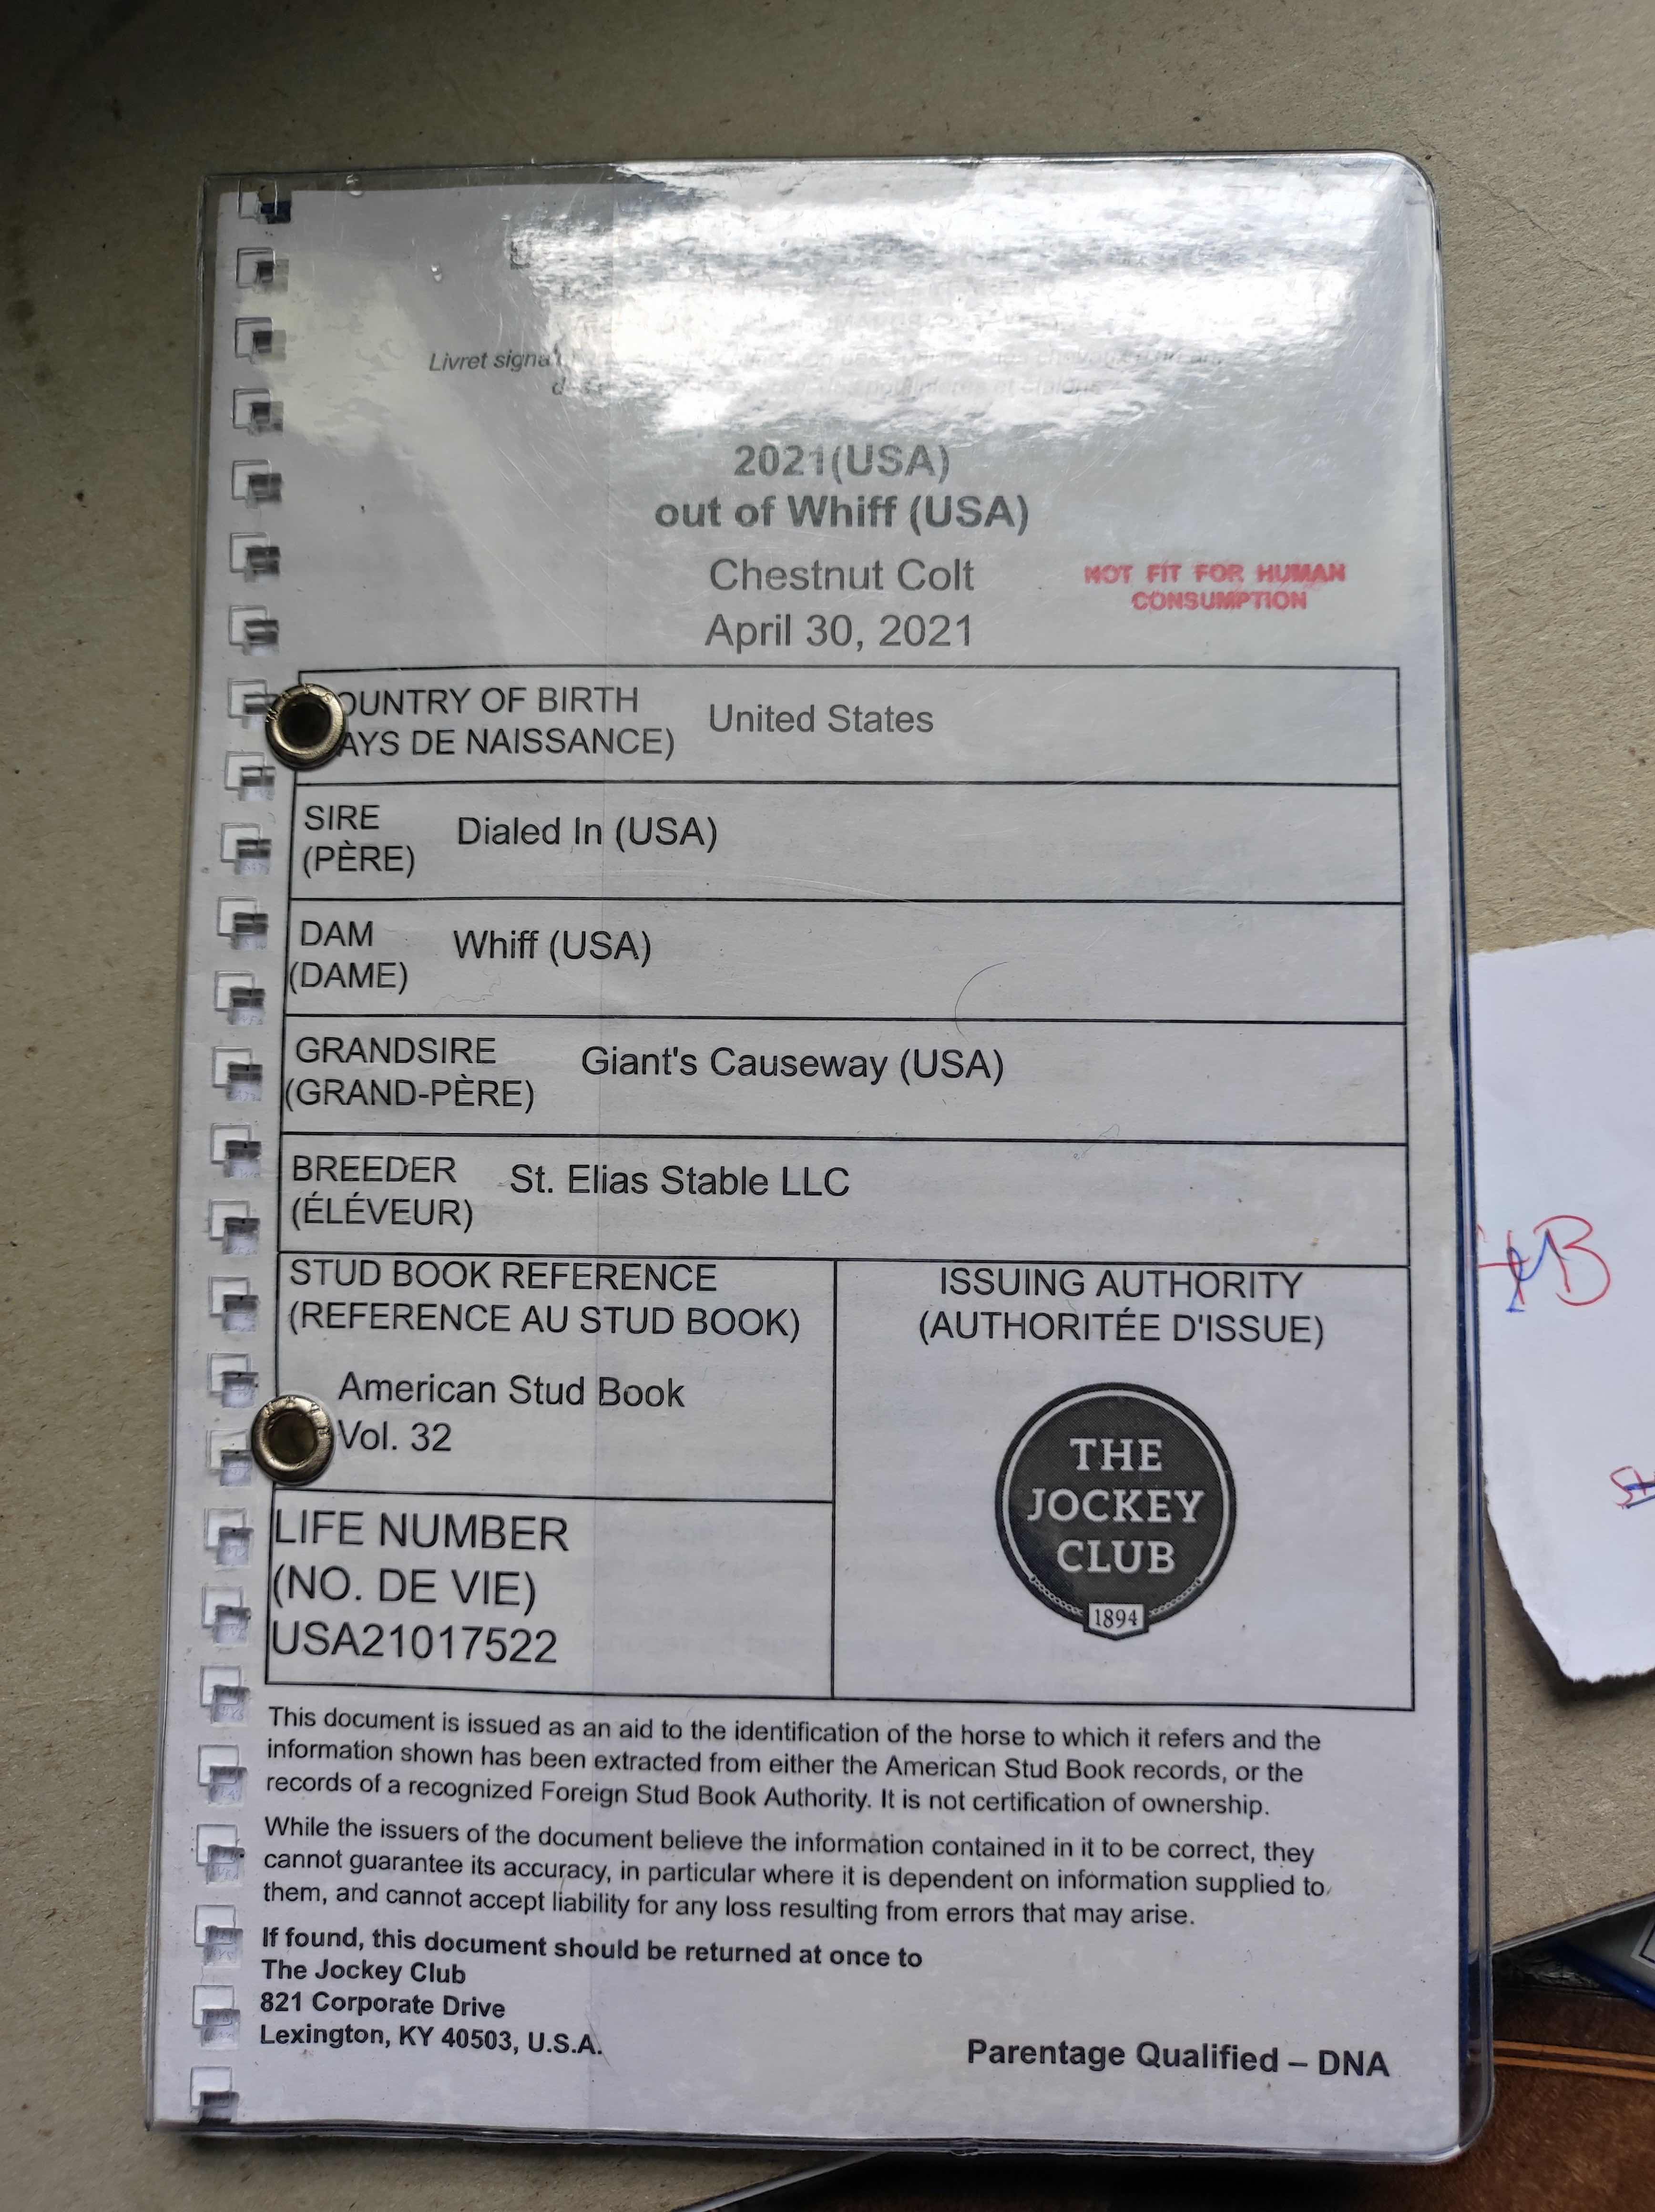 Livret signa
poulinières et étalons
2021(USA)
out of Whiff (USA)
Chestnut Colt
April 30, 2021
NOT FIT FOR HUMAN
CONSUMPTION
OUNTRY OF BIRTH
AYS DE NAISSANCE)
United States
SIRE
(PÈRE)
Dialed In (USA)
DAM
(DAME)
Whiff (USA)
GRANDSIRE
(GRAND-PÈRE)
Giant's Causeway (USA)
BREEDER
(ÉLÉVEUR)
St. Elias Stable LLC
STUD BOOK REFERENCE
(REFERENCE AU STUD BOOK)
American Stud Book
Vol. 32
LIFE NUMBER
(NO. DE VIE)
USA21017522
ISSUING AUTHORITY
(AUTHORITÉE D'ISSUE)
THE
JOCKEY
CLUB
1894
This document is issued as an aid to the identification of the horse to which it refers and the
information shown has been extracted from either the American Stud Book records, or the
records of a recognized Foreign Stud Book Authority. It is not certification of ownership.
While the issuers of the document believe the information contained in it to be correct, they
cannot guarantee its accuracy, in particular where it is dependent on information supplied to
them, and cannot accept liability for any loss resulting from errors that may arise.
If found, this document should be returned at once to
The Jockey Club
821 Corporate Drive
Lexington, KY 40503, U.S.A.
Parentage Qualified – DNA